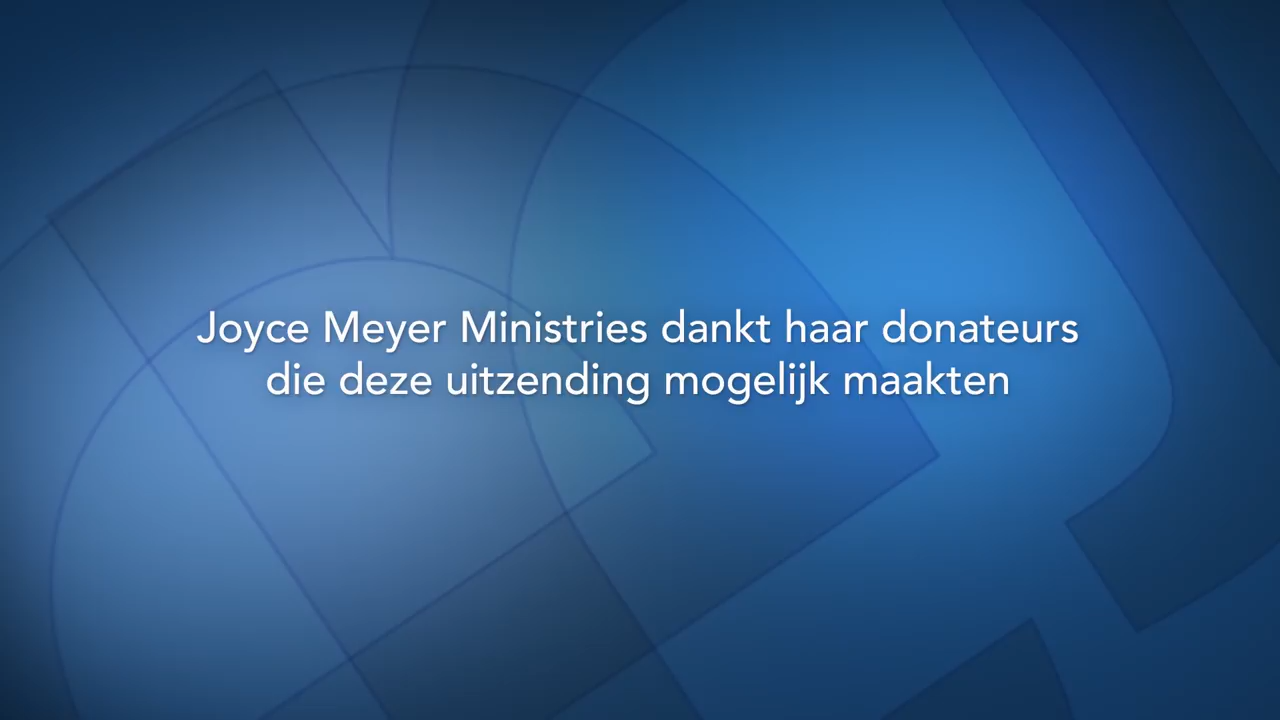 Joyce Meyer Ministries dankt haar donateurs
die deze uitzending mogelijk maakten